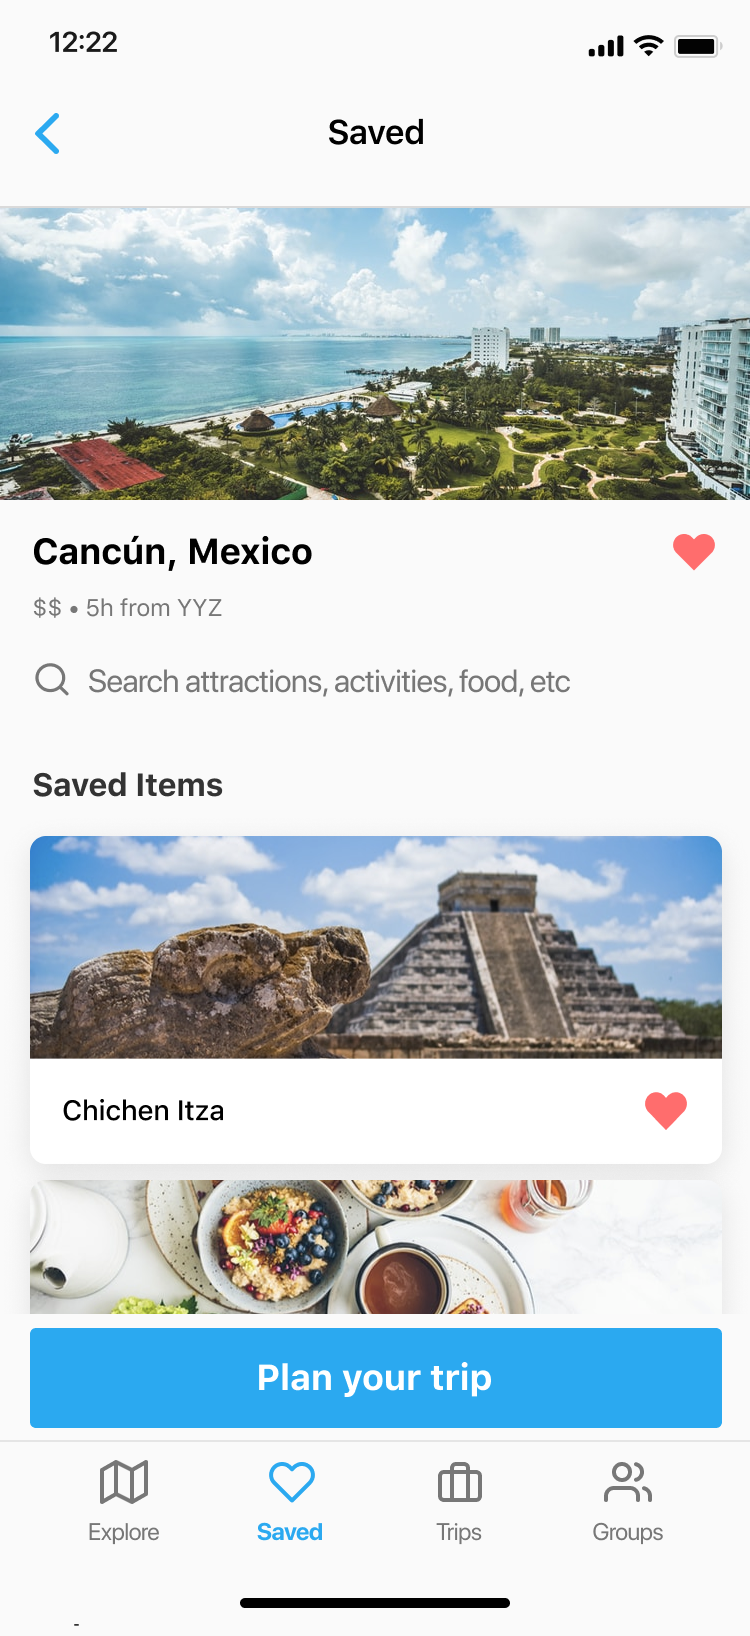 12:22
Saved
Cancún, Mexico
$$ • 5h from YYZ
Search attractions, activities, food, etc
Saved Items
Chichen Itza
Plan your trip
Explore
Saved
Trips
Groups